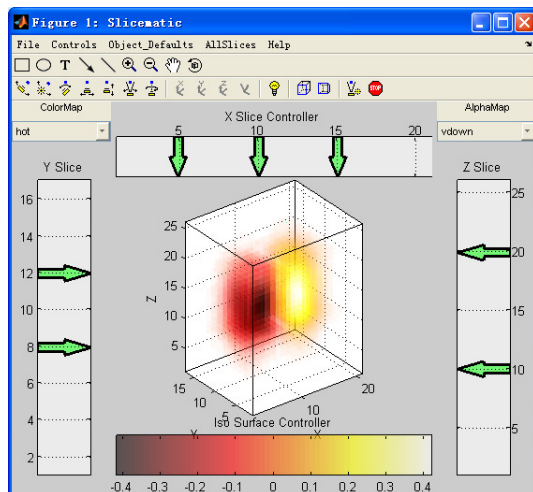 Figure 1: Slicematic
File Controls Object_Defaults AllSlices Help
T
STOP
ColorMap
X Slice Controller
AlphaMap
hot
5 10 15 20
vdown
Y Slice
Z Slice
16
14
12
10
8
6
4
2
25
20
15
10
5
Z
25
20
15
10
5
15
10
5
10
20
Iso Surface Controller
-0.4 -0.3 -0.2 -0.1 0 0.1 0.2 0.3 0.4